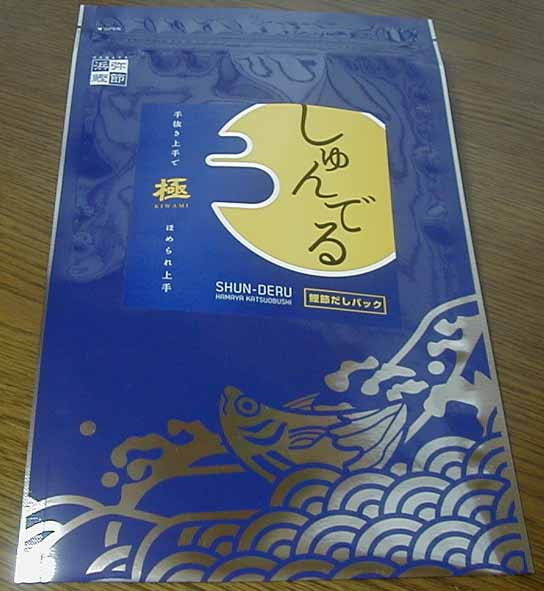 OPEN
浜弥
鰹節
手抜き上手で
極
KIWAMI
ほめられ上手
しゅんでる
SHUN-DERU
HAMAYA KATSUOBUSHI
鰹節だしパック